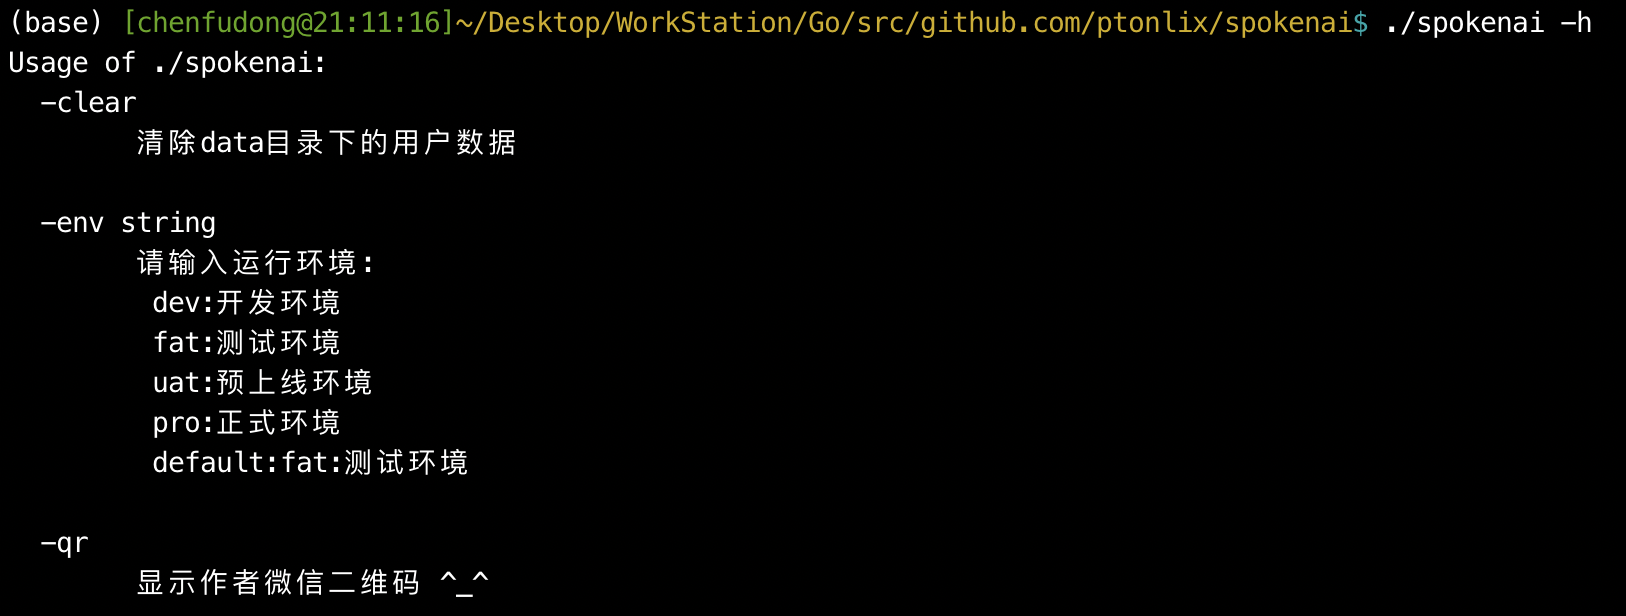 (base) [chenfudong@21:11:16]~/Desktop/WorkStation/Go/src/github.com/ptonlix/spokenai$ ./spokenai -h
Usage of ./spokenai:
  -clear
        清除data目录下的用户数据

  -env string
        请输入运行环境:
         dev:开发环境
         fat:测试环境
         uat:预上线环境
         pro:正式环境
         default:fat:测试环境

  -qr
        显示作者微信二维码 ^_^